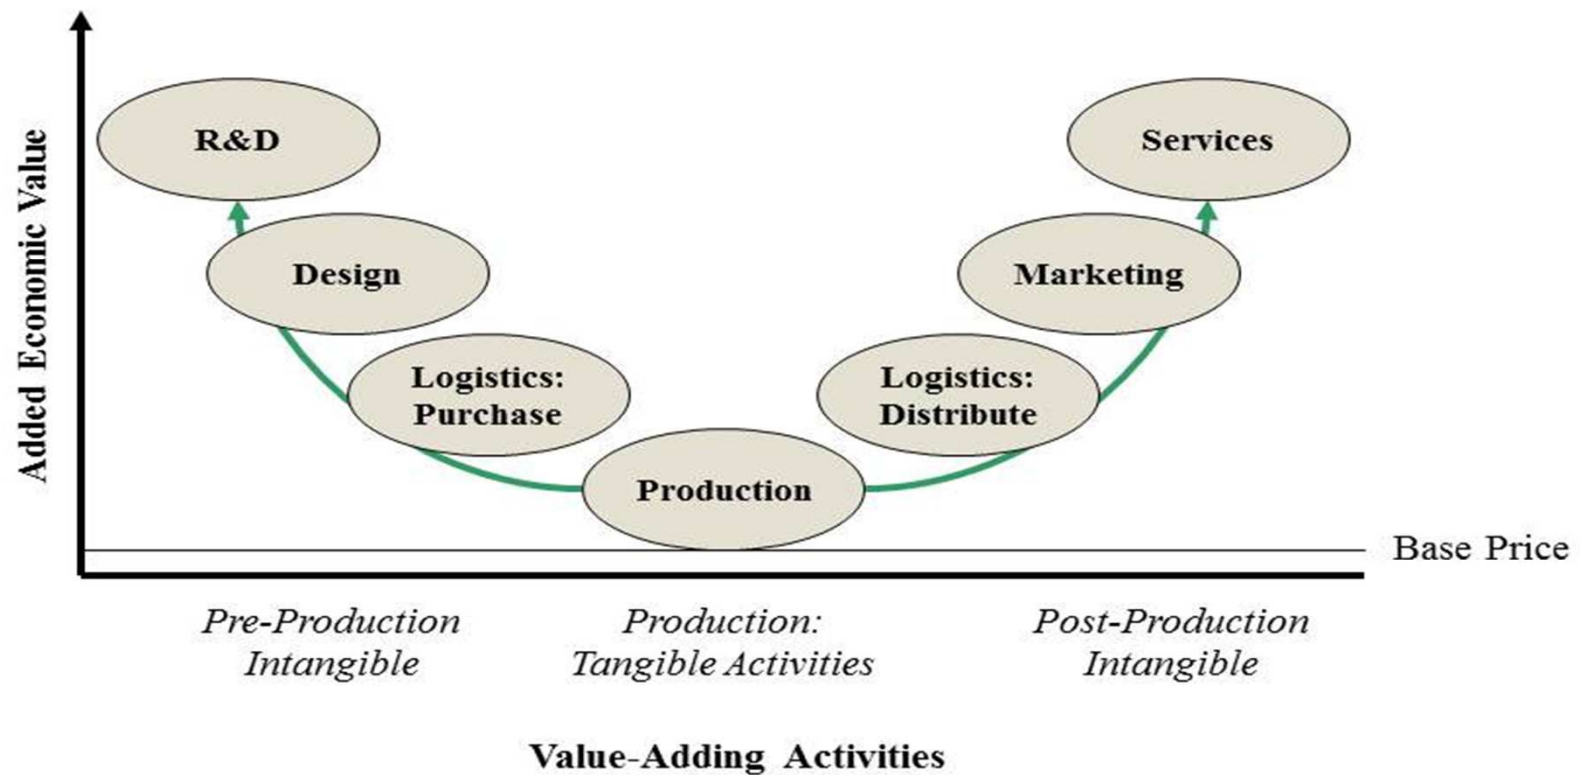 Added Economic Value
R&D
Services
Design
Marketing
Logistics:
Purchase
Logistics:
Distribute
Production
Base Price
Pre-Production
Intangible
Production:
Tangible Activities
Post-Production
Intangible
Value-Adding Activities